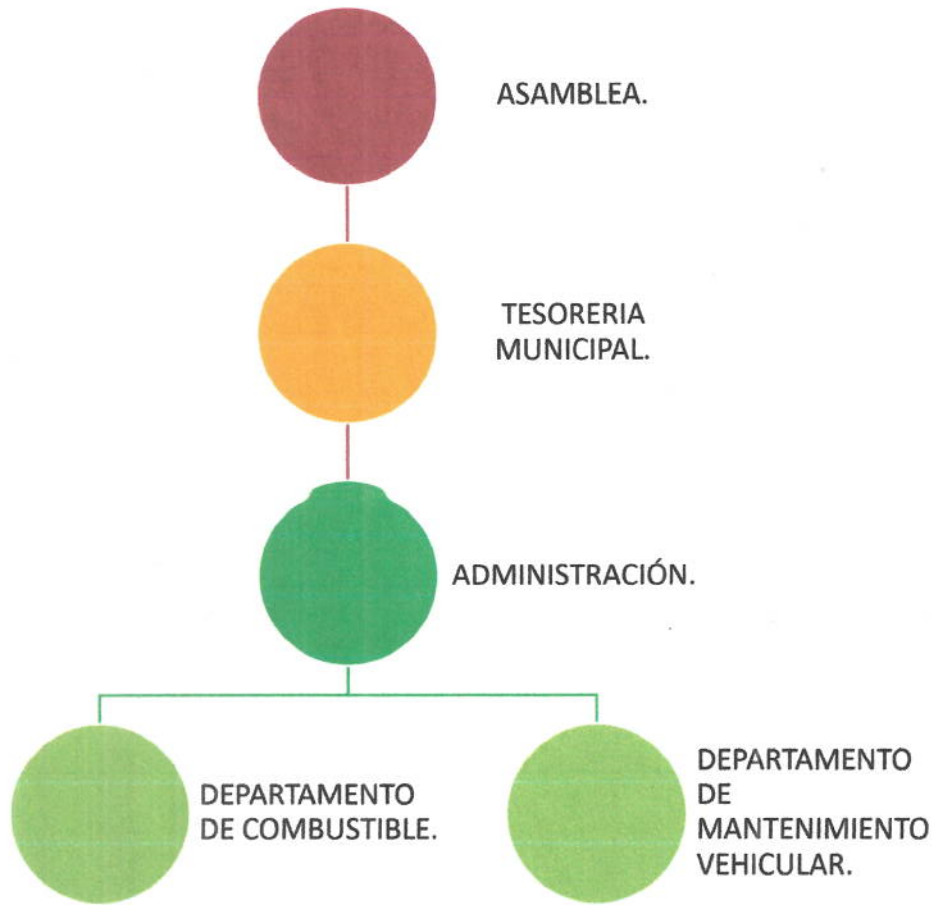 ASAMBLEA.
TESORERIA
MUNICIPAL.
ADMINISTRACIÓN.
DEPARTAMENTO
DE COMBUSTIBLE.
DEPARTAMENTO
DE
MANTENIMIENTO
VEHICULAR.